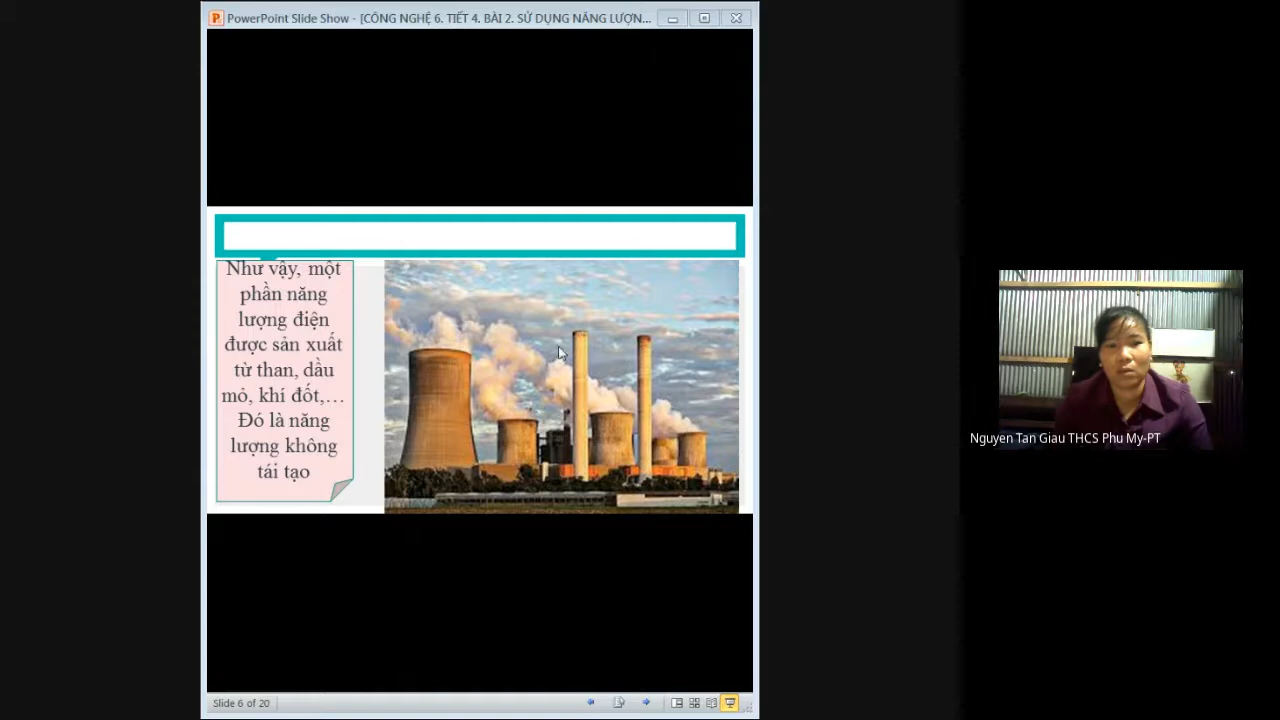 PowerPoint Slide Show - [CÔNG NGHỆ 6. TIẾT 4. BÀI 2. SỬ DỤNG NĂNG LƯỢN...
Như vậy, một
phần năng
lượng điện
được sản xuất
từ than, dầu
mỏ, khí đốt,...
Đó là năng
lượng không
tái tạo
Nguyen Tan Giau THCS Phu My-PT
Slide 6 of 20